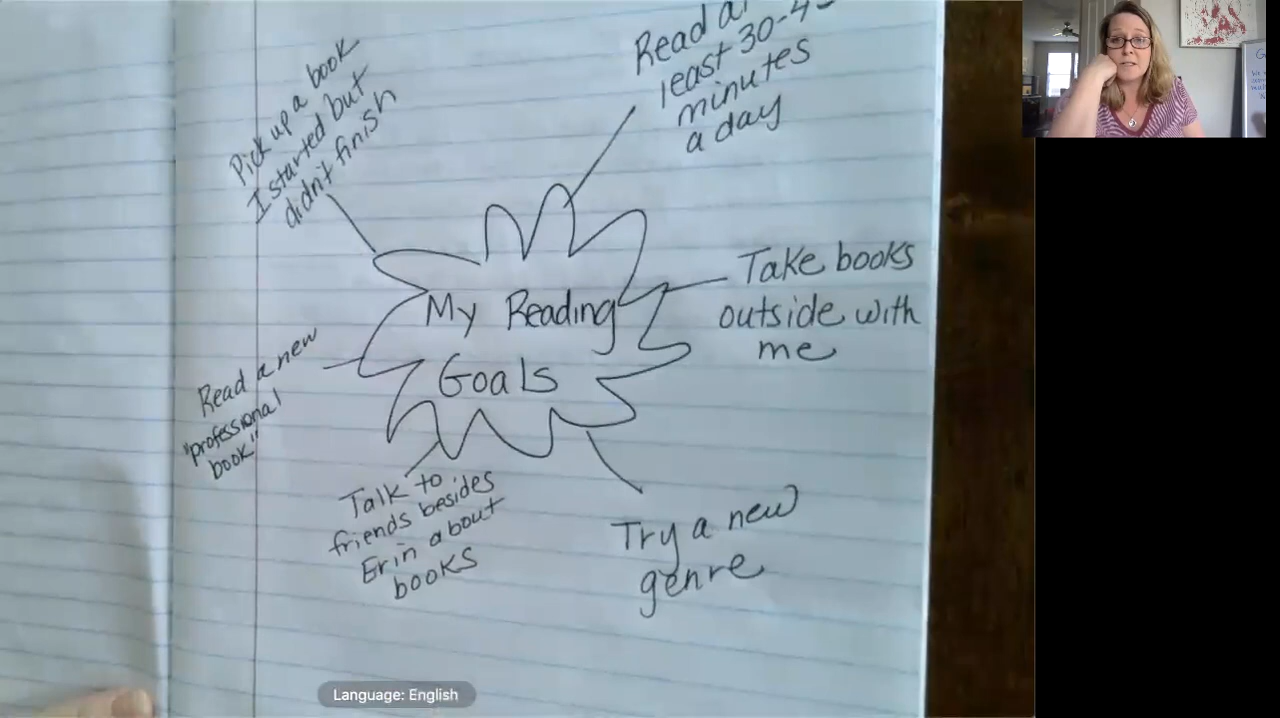 My Reading
Goals
Pick up a book
I started but
didn't finish
Read
least 30-4
minutes
a day
Take books
outside with
me
Try a new
genre
Talk to
friends besides
Erin about
books
Read a new
"professional
book"
Language: English